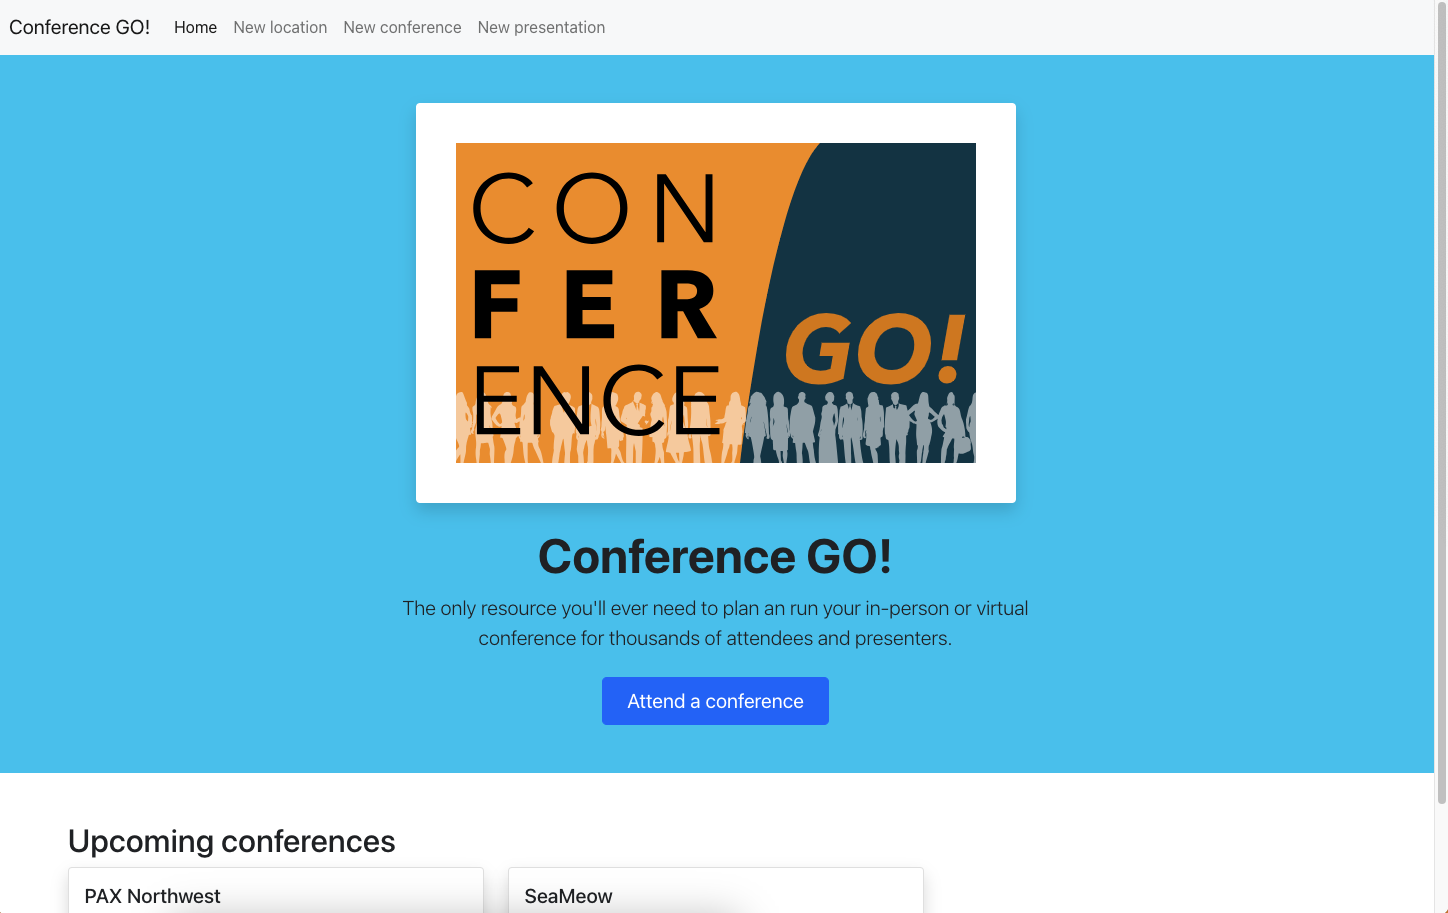 Conference GO! Home New location New conference New presentation
CON
FER
ENCE
GO!
Conference GO!
The only resource you'll ever need to plan an run your in-person or virtual
conference for thousands of attendees and presenters.
Attend a conference
Upcoming conferences
PAX Northwest
SeaMeow